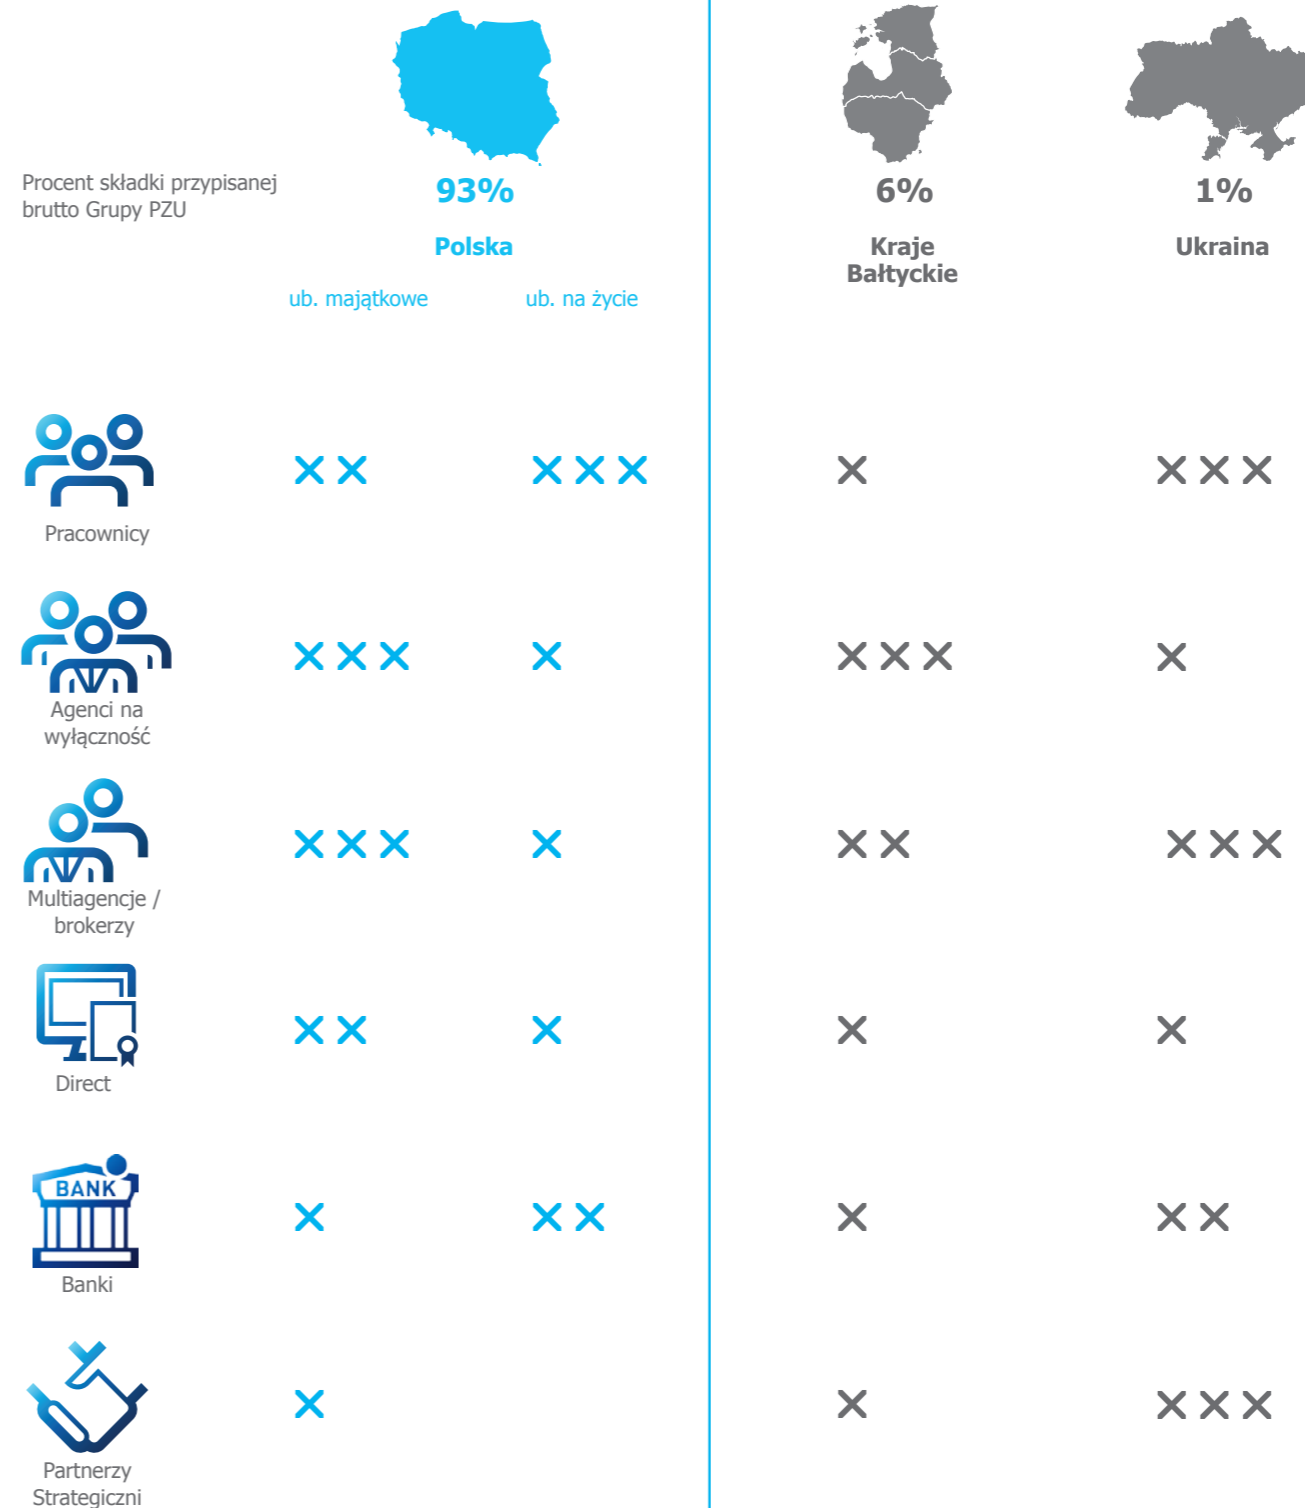 Procent składki przypisanej
brutto Grupy PZU
93%
Polska
ub. majątkowe
ub. na życie
6%
Kraje
Bałtyckie
1%
Ukraina
Pracownicy
Agenci na
wyłączność
Multiagencje /
brokerzy
Direct
BANK
Banki
Partnerzy
Strategiczni